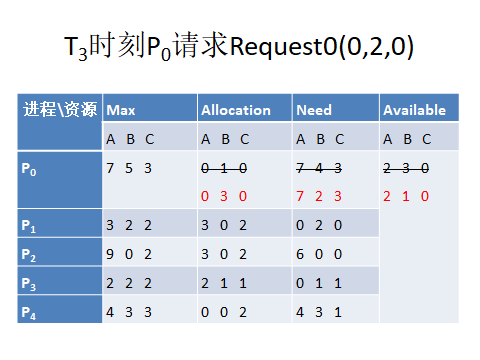 T3时刻P0请求Request0(0,2,0)
进程\资源 Max Allocation Need Available
A B C A B C A B C A B C
P0 7 5 3 0 1 0 7 4 3 2 3 0
0 3 0 7 2 3 2 1 0
P1 3 2 2 3 0 2 0 2 0
P2 9 0 2 3 0 2 6 0 0
P3 2 2 2 2 1 1 0 1 1
P4 4 3 3 0 0 2 4 3 1